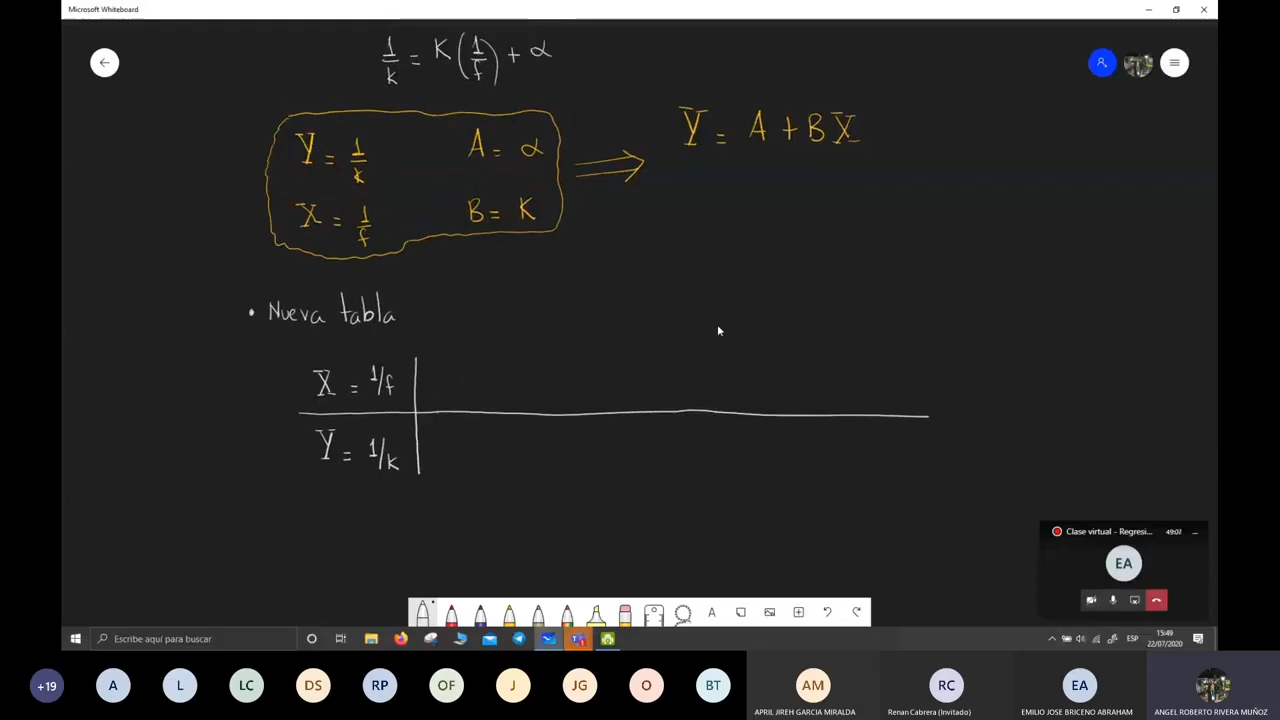 Microsoft Whiteboard
1/k = K(1/f) + α
Y = 1/k
A = α
X = 1/f
B = K
⇒ Y = A + BX
• Nueva tabla
X = 1/f
Y = 1/k
Clase virtual - Regresi... 49:07
EA
A
Escribe aquí para buscar
ESP
15:49
22/07/2020
+19
A
L
LC
DS
RP
OF
J
JG
O
BT
AM
RC
EA
APRIL JIREH GARCIA MIRALDA
Renan Cabrera (Invitado)
EMILIO JOSE BRICENO ABRAHAM
ANGEL ROBERTO RIVERA MUÑOZ